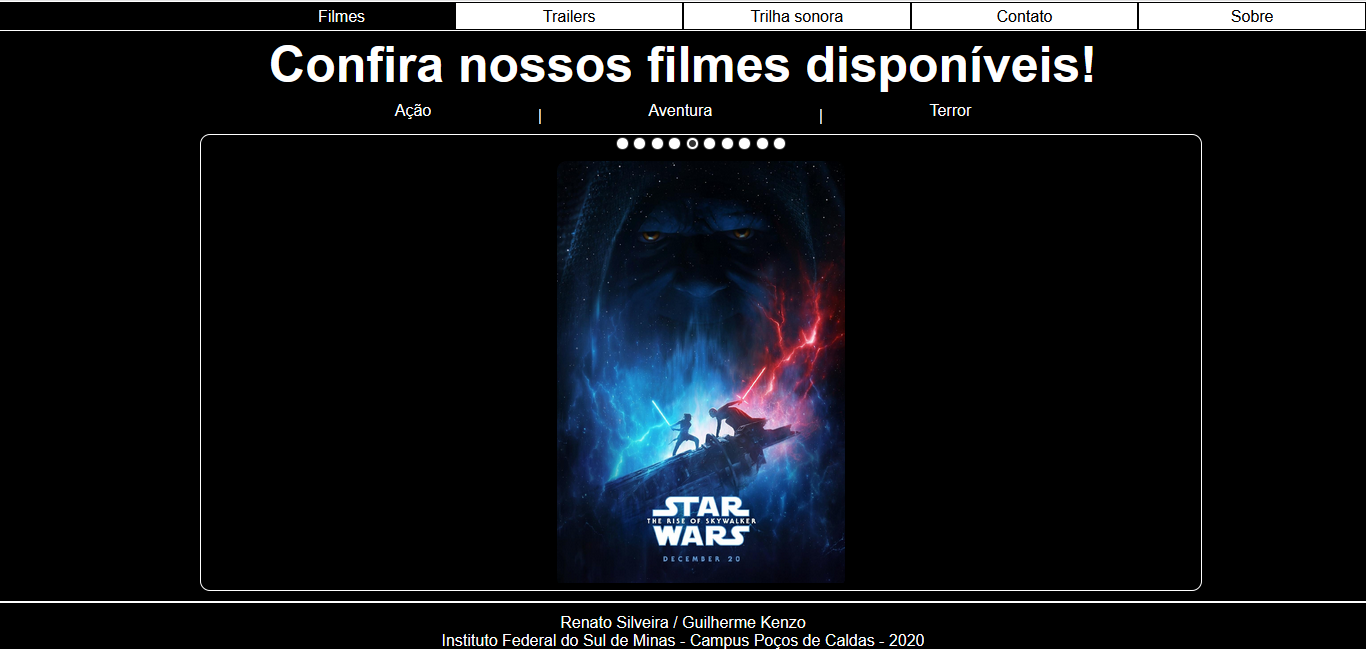 Filmes Trailers Trilha sonora Contato Sobre
Confira nossos filmes disponíveis!
Ação | Aventura | Terror
STAR
THE RISE OF SKYWALKER
WARS
DECEMBER 20
Renato Silveira / Guilherme Kenzo
Instituto Federal do Sul de Minas - Campus Poços de Caldas - 2020